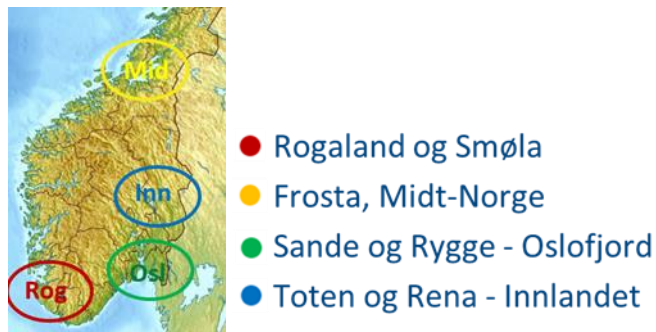 Mid
Inn
Osl
Rog
Rogaland og Smøla
Frosta, Midt-Norge
Sande og Rygge - Oslofjord
Toten og Rena - Innlandet